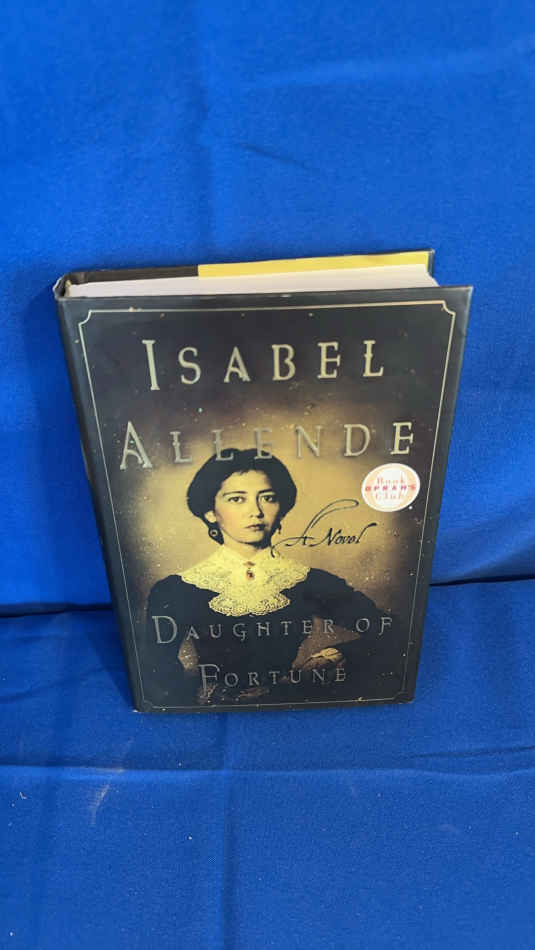 ISABEL
ALLENDE
Book
OPRAH'S
Club
A Novel
DAUGHTER OF
FORTUNE